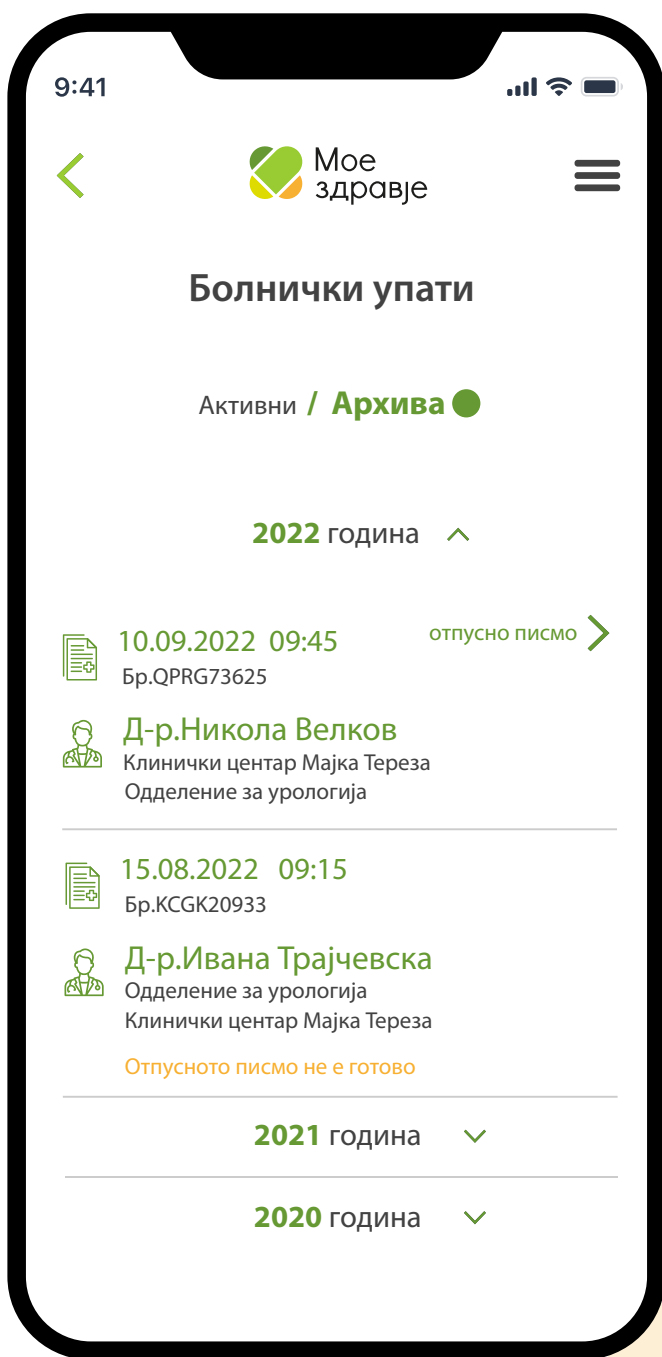 9:41
Мое
здравје
Болнички упати
Активни / Архива
2022 година
10.09.2022 09:45 отпусно писмо
Бр.QPRG73625
Д-р.Никола Велков
Клинички центар Мајка Тереза
Одделение за урологија
15.08.2022 09:15
Бр.KCGK20933
Д-р.Ивана Трајчевска
Одделение за урологија
Клинички центар Мајка Тереза
Отпусното писмо не е готово
2021 година
2020 година